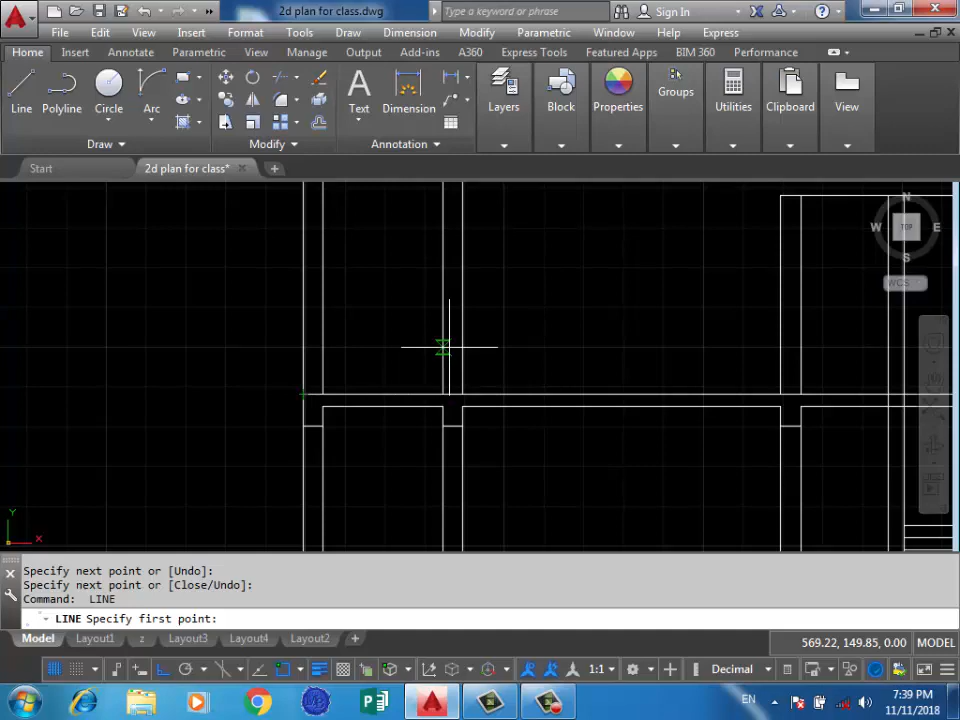 2d plan for class.dwg Type a keyword or phrase Sign In
File Edit View Insert Format Tools Draw Dimension Modify Parametric Window Help Express
Home Insert Annotate Parametric View Manage Output Add-ins A360 Express Tools Featured Apps BIM 360 Performance
Line Polyline Circle Arc Text Dimension Layers Block Properties Groups Utilities Clipboard View
Draw Modify Annotation
Start 2d plan for class*
N
W TOP E
S
WCS
Y
X
Specify next point or [Undo]:
Specify next point or [Close/Undo]:
Command: LINE
LINE Specify first point:
Model Layout1 z Layout3 Layout4 Layout2 + 569.22, 149.85, 0.00 MODEL
1:1 Decimal
EN 7:39 PM
11/11/2018